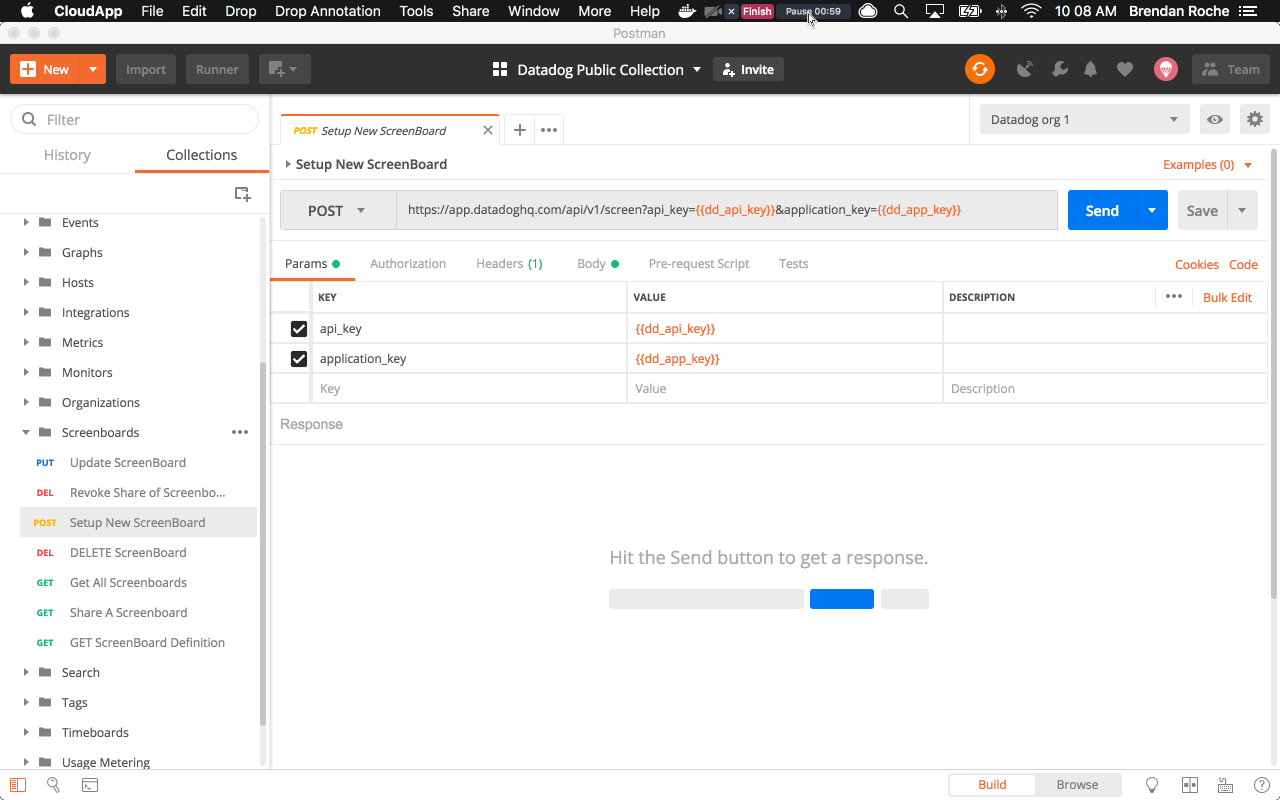 CloudApp File Edit Drop Drop Annotation Tools Share Window More Help Finish Pause 00:59 10 08 AM Brendan Roche
Postman
New Import Runner Datadog Public Collection Invite Team
Filter
History Collections
Events
Graphs
Hosts
Integrations
Metrics
Monitors
Organizations
Screenboards
PUT Update ScreenBoard
DEL Revoke Share of Screenbo...
POST Setup New ScreenBoard
DEL DELETE ScreenBoard
GET Get All Screenboards
GET Share A Screenboard
GET GET ScreenBoard Definition
Search
Tags
Timeboards
Usage Metering
POST Setup New ScreenBoard
Datadog org 1
Setup New ScreenBoard Examples (0)
POST https://app.datadoghq.com/api/v1/screen?api_key={{dd_api_key}}&application_key={{dd_app_key}} Send Save
Params Authorization Headers (1) Body Pre-request Script Tests Cookies Code
KEY VALUE DESCRIPTION Bulk Edit
api_key {{dd_api_key}}
application_key {{dd_app_key}}
Key Value Description
Response
Hit the Send button to get a response.
Build Browse